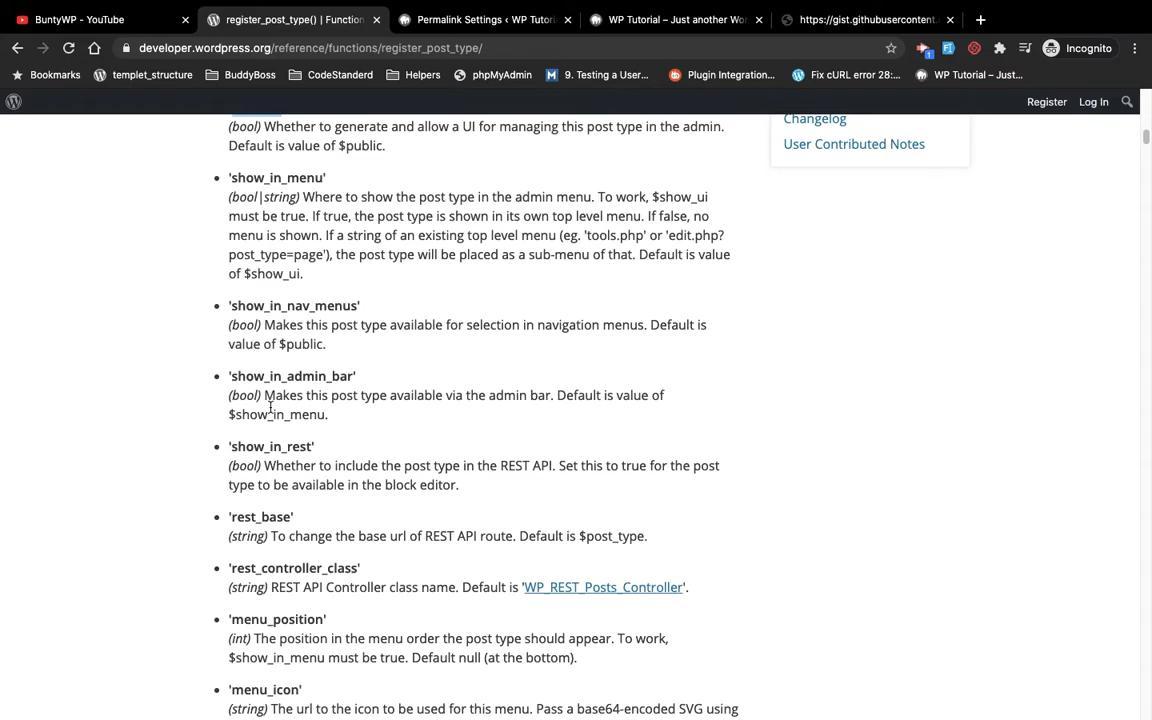 BuntyWP - YouTube
register_post_type() | Function
Permalink Settings ‹ WP Tutori
WP Tutorial – Just another Wo
https://gist.githubusercontent.
developer.wordpress.org/reference/functions/register_post_type/
Incognito
Bookmarks
templet_structure
BuddyBoss
CodeStanderd
Helpers
phpMyAdmin
9. Testing a User...
Plugin Integration...
Fix cURL error 28:...
WP Tutorial – Just...
Register
Log In
Changelog
User Contributed Notes
(bool) Whether to generate and allow a UI for managing this post type in the admin.
Default is value of $public.
'show_in_menu'
(bool|string) Where to show the post type in the admin menu. To work, $show_ui
must be true. If true, the post type is shown in its own top level menu. If false, no
menu is shown. If a string of an existing top level menu (eg. 'tools.php' or 'edit.php?
post_type=page'), the post type will be placed as a sub-menu of that. Default is value
of $show_ui.
'show_in_nav_menus'
(bool) Makes this post type available for selection in navigation menus. Default is
value of $public.
'show_in_admin_bar'
(bool) Makes this post type available via the admin bar. Default is value of
$show_in_menu.
'show_in_rest'
(bool) Whether to include the post type in the REST API. Set this to true for the post
type to be available in the block editor.
'rest_base'
(string) To change the base url of REST API route. Default is $post_type.
'rest_controller_class'
(string) REST API Controller class name. Default is 'WP_REST_Posts_Controller'.
'menu_position'
(int) The position in the menu order the post type should appear. To work,
$show_in_menu must be true. Default null (at the bottom).
'menu_icon'
(string) The url to the icon to be used for this menu. Pass a base64-encoded SVG using